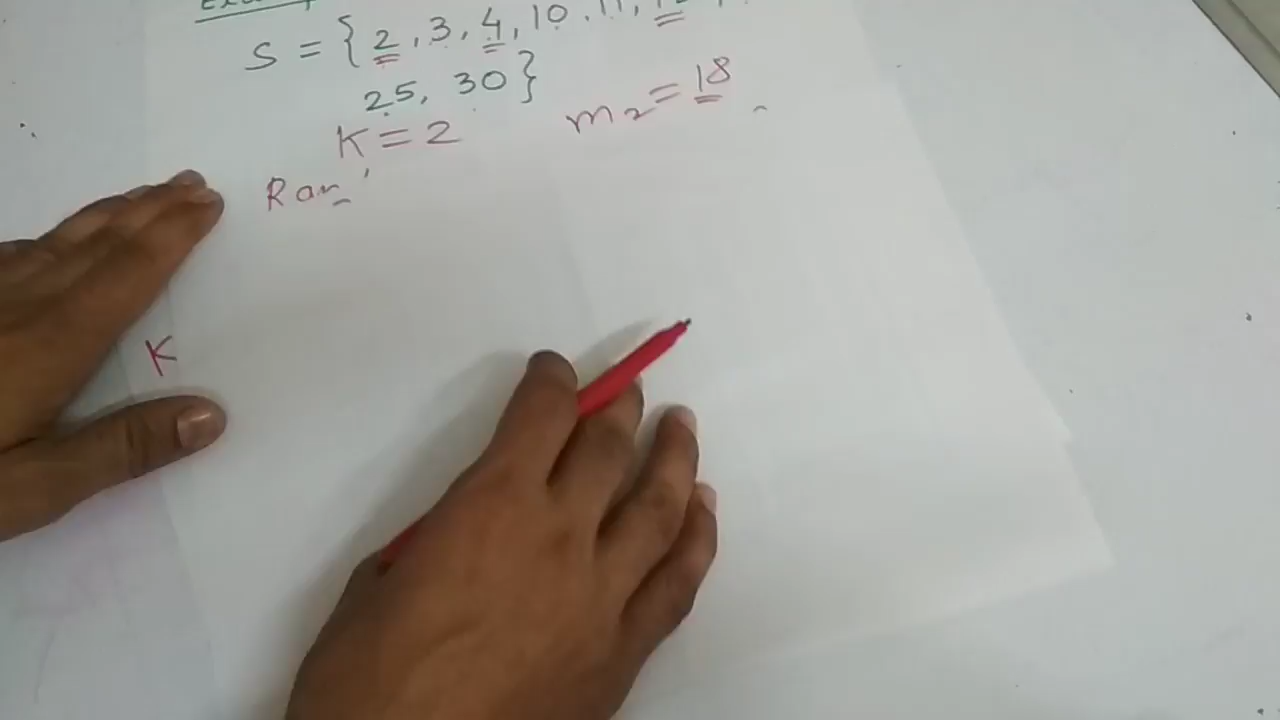 S = { 2, 3, 4, 10, 11,
25, 30 }
K = 2 m₂ = 18
Ran
K